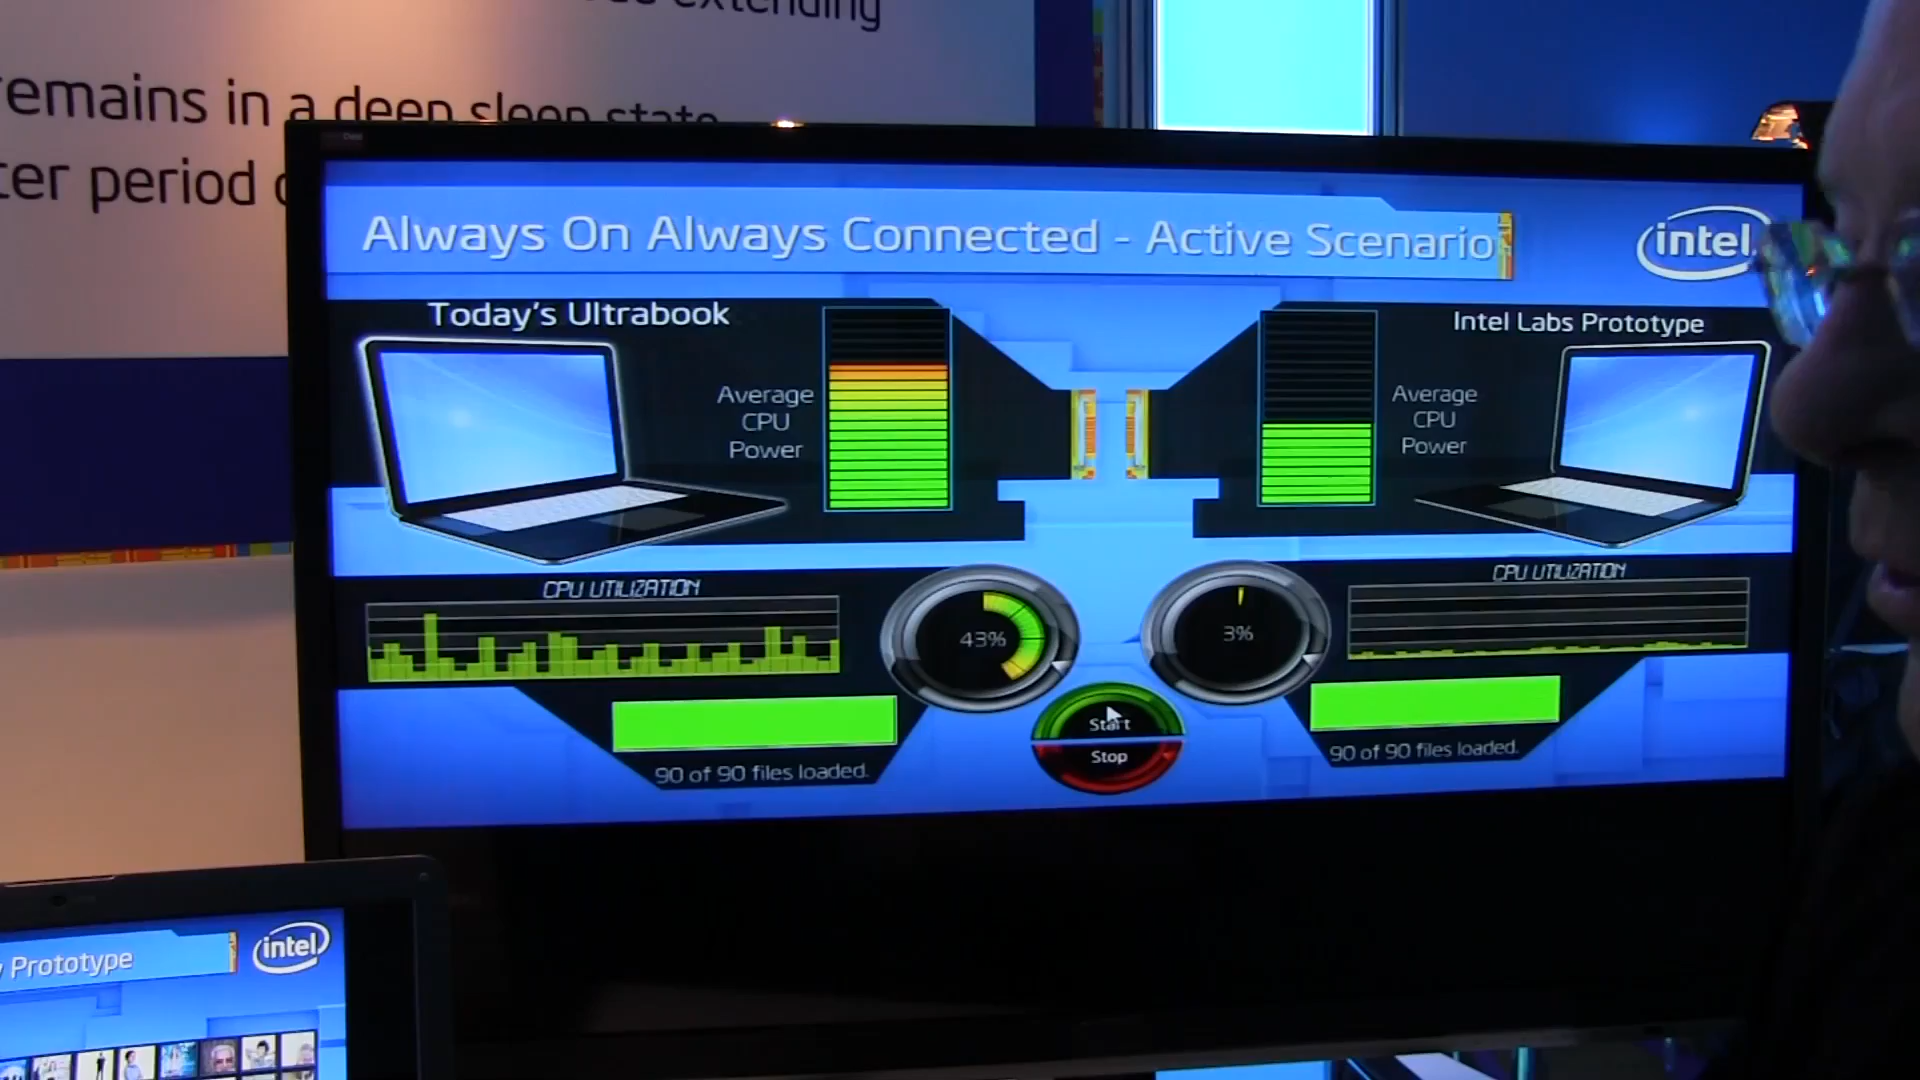 extending
remains in a deep sleep state
ter period
Always On Always Connected - Active Scenario
intel
Today's Ultrabook
Average
CPU
Power
Intel Labs Prototype
Average
CPU
Power
CPU UTILIZATION
43%
3%
CPU UTILIZATION
Start
Stop
90 of 90 files loaded.
90 of 90 files loaded.
Prototype
intel